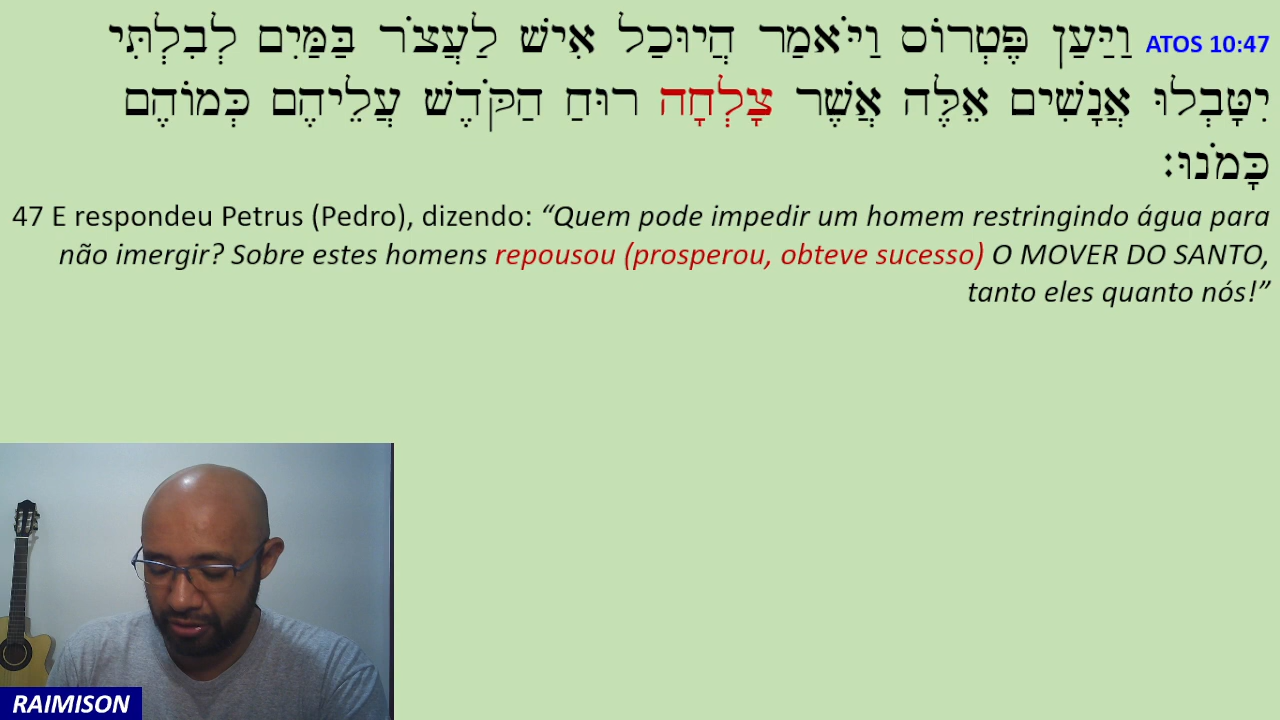 ATOS 10:47 וַיַּעַן פֶּטְרוֹס וַיֹּאמַר הֲיוּכַל אִישׁ לַעְצֹר בַּמַּיִם לְבִלְתִּי
יִטָּבְלוּ אֲנָשִׁים אֵלֶּה אֲשֶׁר צָלְחָה רוּחַ הַקֹּדֶשׁ עֲלֵיהֶם כְּמוֹהֶם
כָּמֹנוּ׃
47 E respondeu Petrus (Pedro), dizendo: “Quem pode impedir um homem restringindo água para
não imergir? Sobre estes homens repousou (prosperou, obteve sucesso) O MOVER DO SANTO,
tanto eles quanto nós!”
RAIMISON